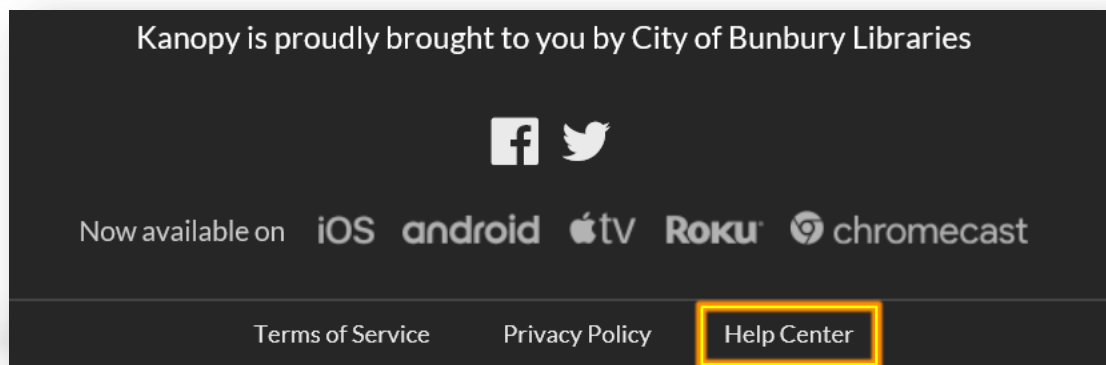 Kanopy is proudly brought to you by City of Bunbury Libraries
Now available on iOS android tv Roku chromecast
Terms of Service Privacy Policy Help Center